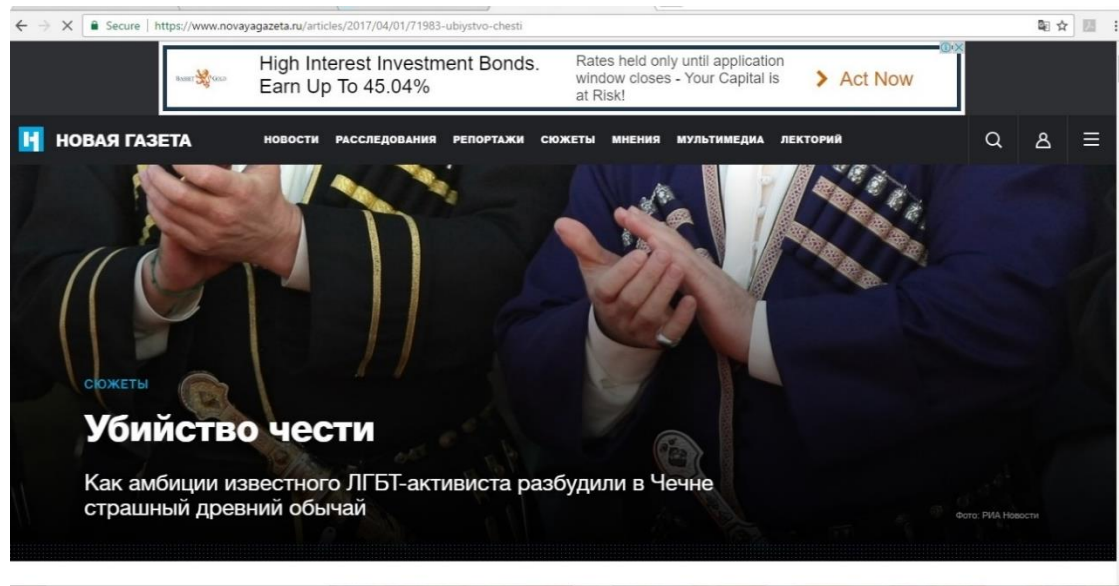 Secure | https://www.novayagazeta.ru/articles/2017/04/01/71983-ubiystvo-chesti
High Interest Investment Bonds.
Earn Up To 45.04%
Rates held only until application
window closes - Your Capital is
at Risk!
Act Now
НОВАЯ ГАЗЕТА
НОВОСТИ РАССЛЕДОВАНИЯ РЕПОРТАЖИ СЮЖЕТЫ МНЕНИЯ МУЛЬТИМЕДИА ЛЕКТОРИЙ
СЮЖЕТЫ
Убийство чести
Как амбиции известного ЛГБТ-активиста разбудили в Чечне
страшный древний обычай
Фото: РИА Новости